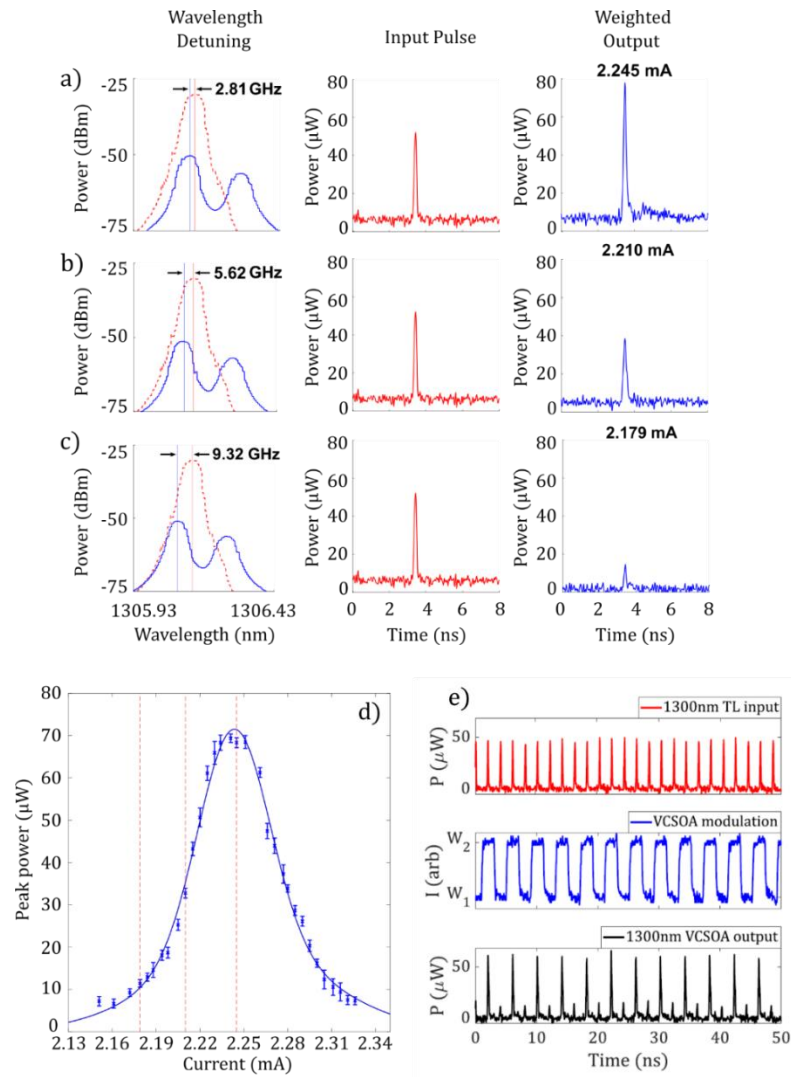 Wavelength Detuning
Input Pulse
Weighted Output
a)
Power (dBm)
-25
-50
-75
2.81 GHz
Power (µW)
80
60
40
20
0
2.245 mA
Power (µW)
80
60
40
20
0
b)
Power (dBm)
-25
-50
-75
5.62 GHz
Power (µW)
80
60
40
20
0
2.210 mA
Power (µW)
80
60
40
20
0
c)
Power (dBm)
-25
-50
-75
9.32 GHz
1305.93
1306.43
Wavelength (nm)
Power (µW)
80
60
40
20
0
0 2 4 6 8
Time (ns)
2.179 mA
Power (µW)
80
60
40
20
0
0 2 4 6 8
Time (ns)
d)
Peak power (µW)
80
70
60
50
40
30
20
10
0
2.13 2.16 2.19 2.22 2.25 2.28 2.31 2.34
Current (mA)
e)
1300nm TL input
P (µW)
50
0
VCSOA modulation
I (arb)
W2
W1
1300nm VCSOA output
P (µW)
50
0
0 10 20 30 40 50
Time (ns)